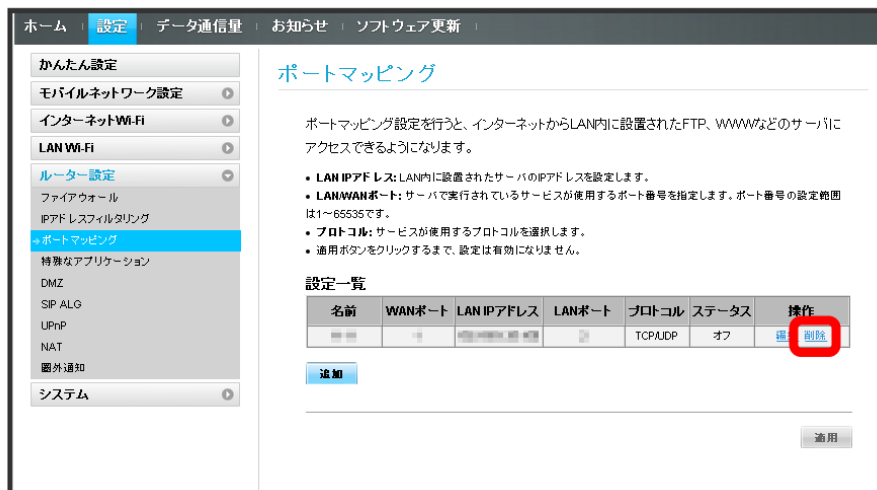 ホーム 設定 データ通信量 お知らせ ソフトウェア更新
かんたん設定
モバイルネットワーク設定
インターネットWi-Fi
LAN Wi-Fi
ルーター設定
ファイアウォール
IPアドレスフィルタリング
ポートマッピング
特殊なアプリケーション
DMZ
SIP ALG
UPnP
NAT
圏外通知
システム
ポートマッピング
ポートマッピング設定を行うと、インターネットからLAN内に設置されたFTP、WWWなどのサーバに
アクセスできるようになります。
• LAN IPアドレス: LAN内に設置されたサーバのIPアドレスを設定します。
• LAN/WANポート: サーバで実行されているサービスが使用するポート番号を指定します。ポート番号の設定範囲
は1～65535です。
• プロトコル: サービスが使用するプロトコルを選択します。
• 適用ボタンをクリックするまで、設定は有効になりません。
設定一覧
名前 WANポート LAN IPアドレス LANポート プロトコル ステータス 操作
TCP/UDP オフ 削除
追加
適用